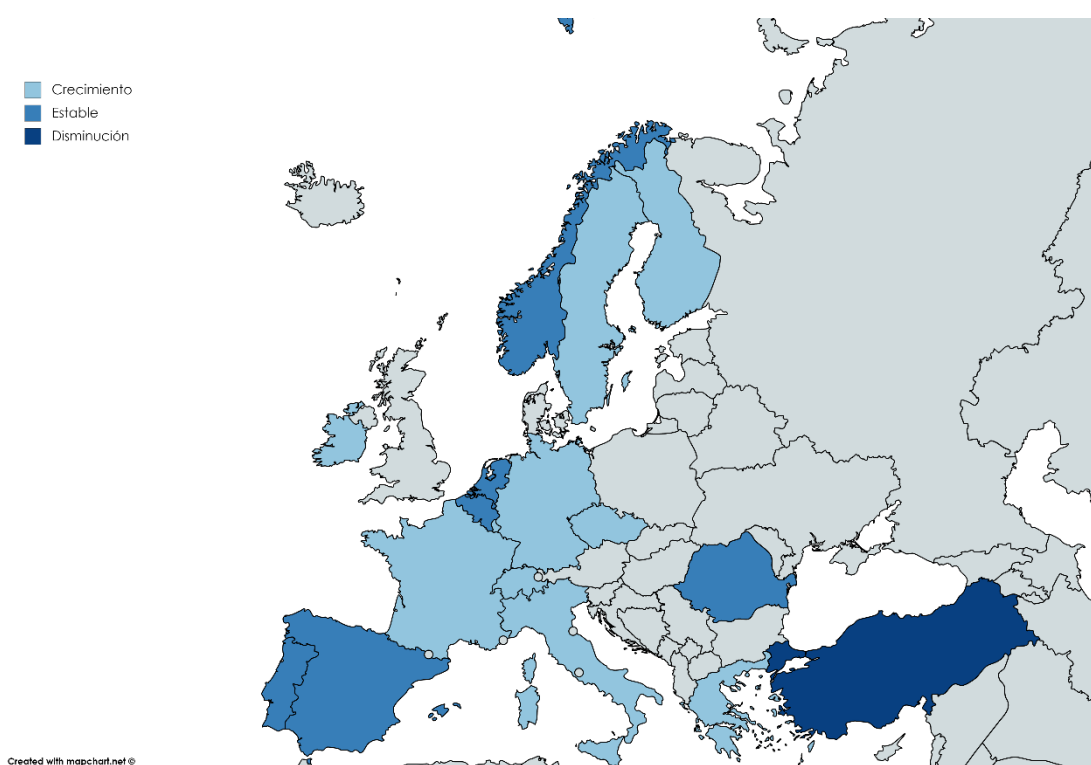 Crecimiento
Estable
Disminución
Created with mapchart.net ©